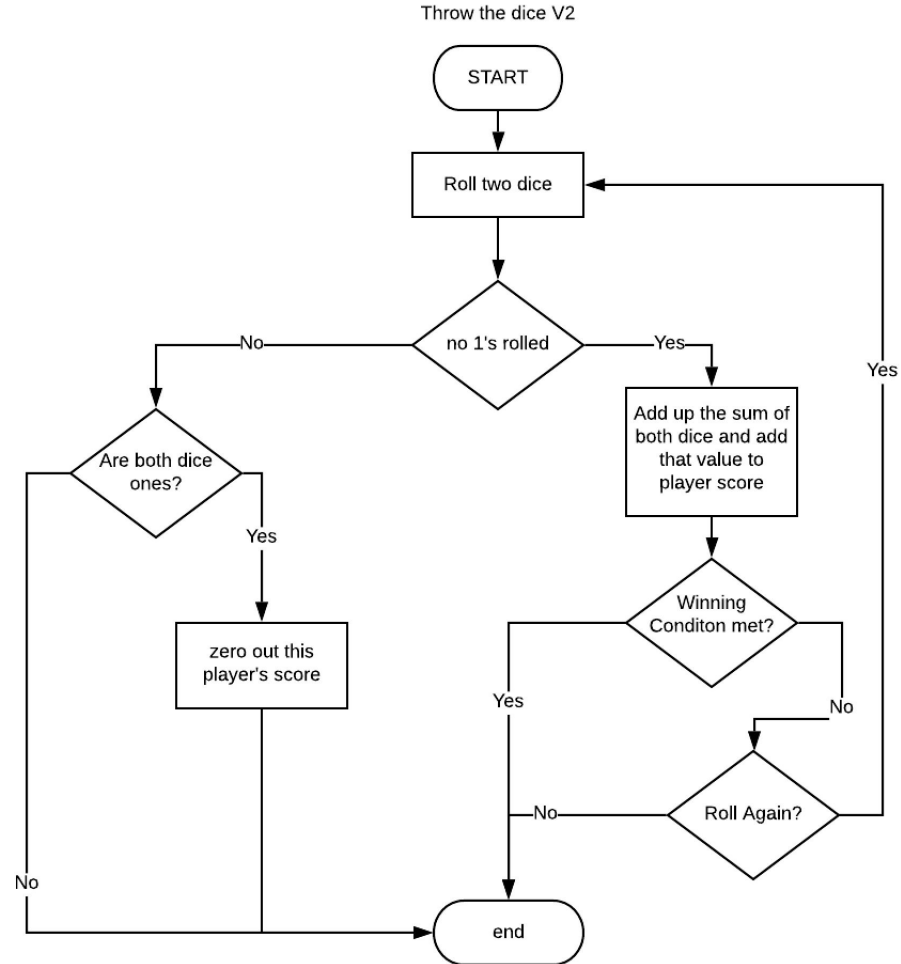 Throw the dice V2
START
Roll two dice
no 1's rolled
No
Yes
Yes
Are both dice
ones?
Add up the sum of
both dice and add
that value to
player score
Yes
Winning
Conditon met?
zero out this
player's score
Yes
No
Roll Again?
No
No
end